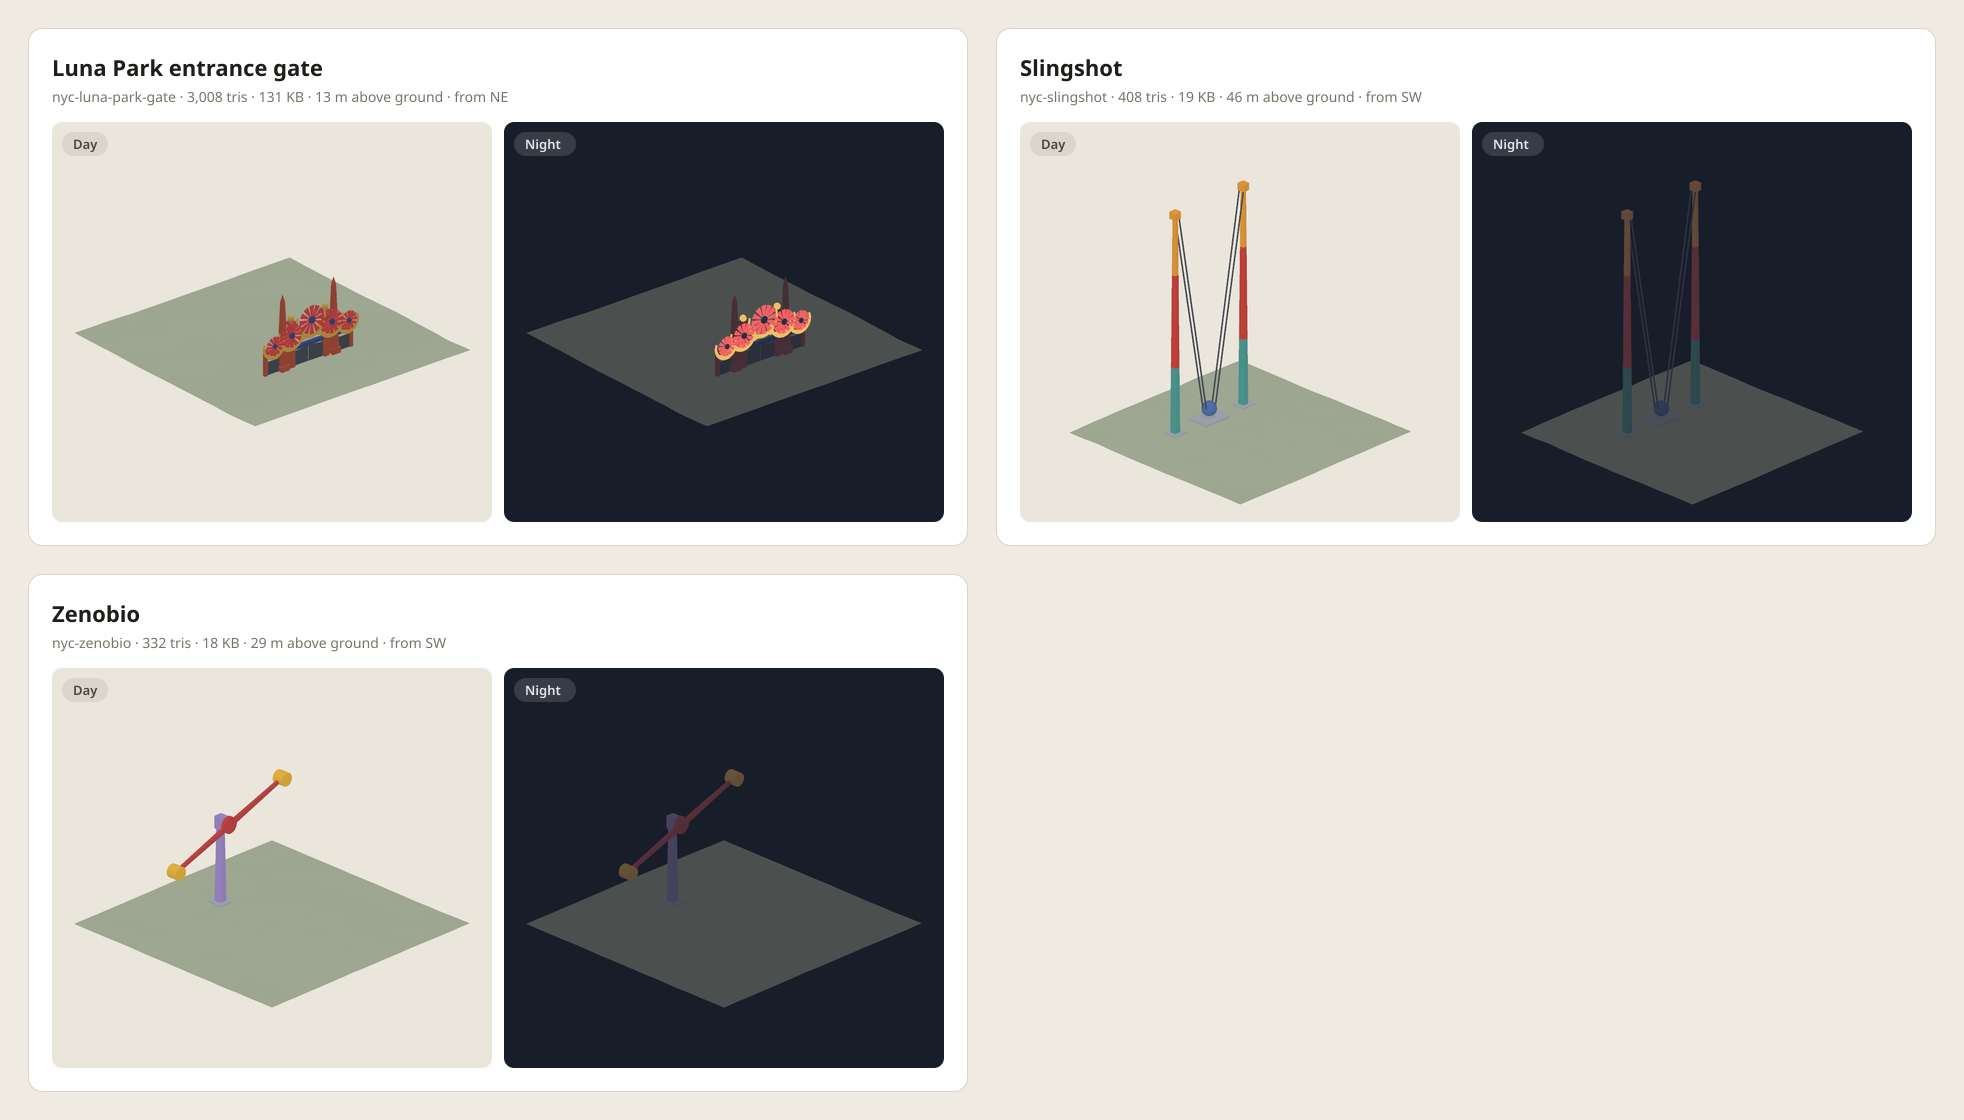 Luna Park entrance gate
nyc-luna-park-gate · 3,008 tris · 131 KB · 13 m above ground · from NE
Day
Night
Slingshot
nyc-slingshot · 408 tris · 19 KB · 46 m above ground · from SW
Day
Night
Zenobio
nyc-zenobio · 332 tris · 18 KB · 29 m above ground · from SW
Day
Night